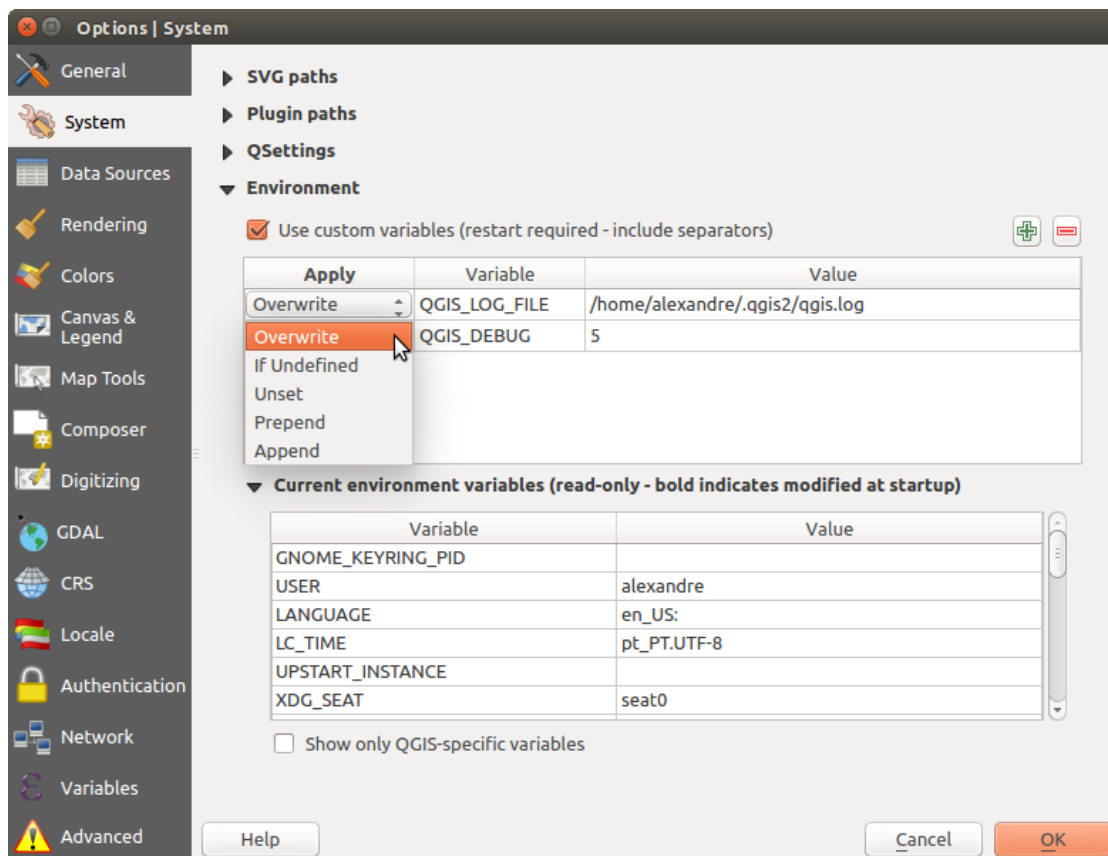 Options | System
General
System
Data Sources
Rendering
Colors
Canvas &
Legend
Map Tools
Composer
Digitizing
GDAL
CRS
Locale
Authentication
Network
Variables
Advanced
SVG paths
Plugin paths
QSettings
Environment
Use custom variables (restart required - include separators)
Apply Variable Value
Overwrite QGIS_LOG_FILE /home/alexandre/.qgis2/qgis.log
Overwrite QGIS_DEBUG 5
If Undefined
Unset
Prepend
Append
Current environment variables (read-only - bold indicates modified at startup)
Variable Value
GNOME_KEYRING_PID
USER alexandre
LANGUAGE en_US:
LC_TIME pt_PT.UTF-8
UPSTART_INSTANCE
XDG_SEAT seat0
Show only QGIS-specific variables
Help Cancel OK